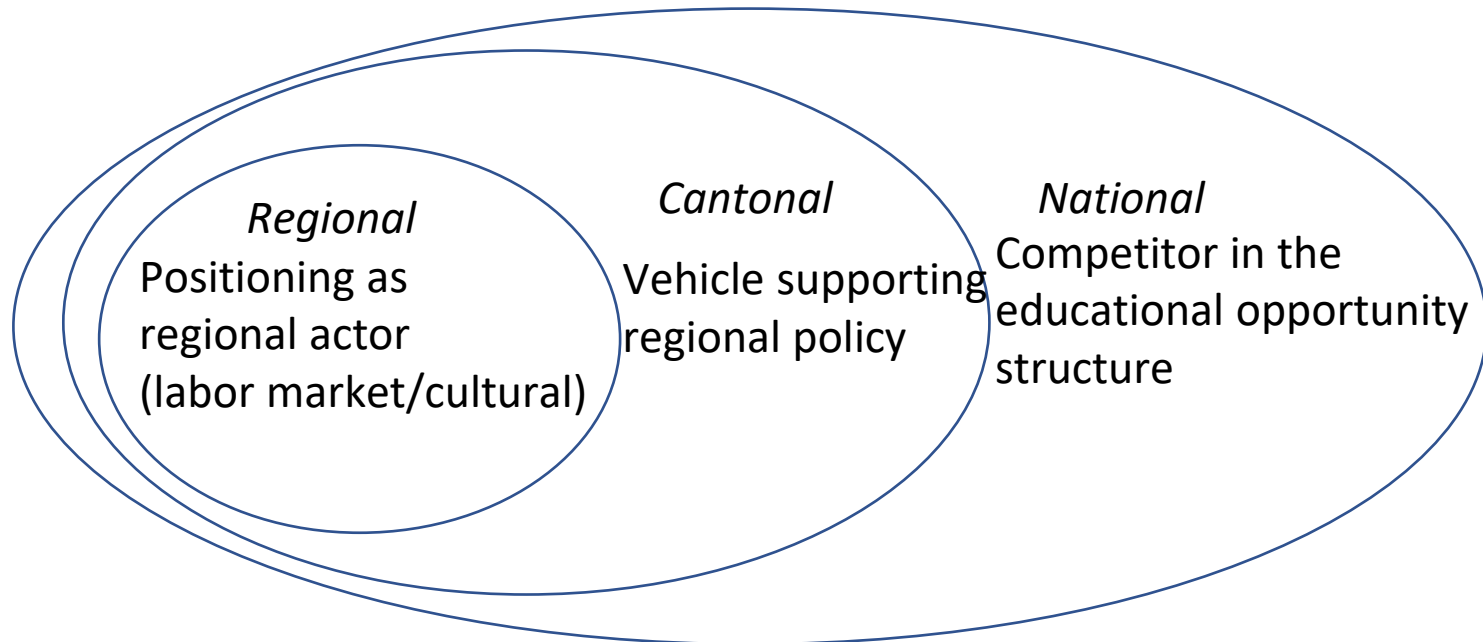 Regional
Positioning as
regional actor
(labor market/cultural)
Cantonal
Vehicle supporting
regional policy
National
Competitor in the
educational opportunity
structure